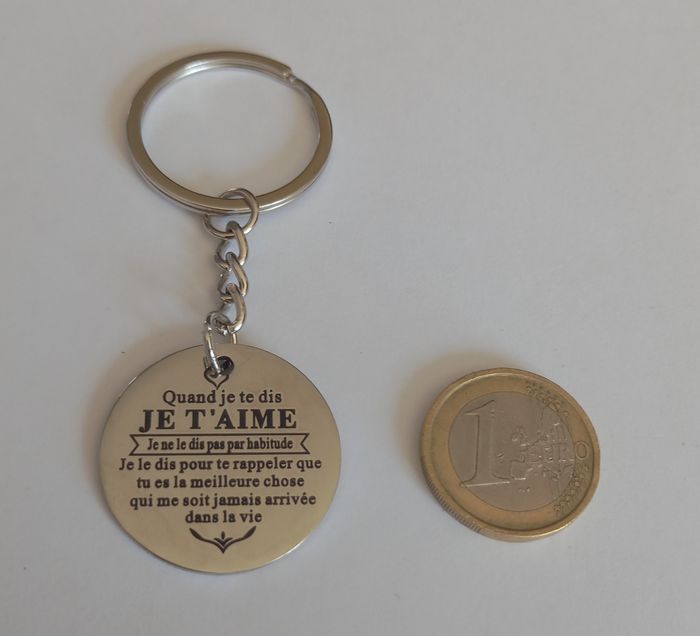 Quand je te dis
JE T'AIME
Je ne le dis pas par habitude
Je le dis pour te rappeler que
tu es la meilleure chose
qui me soit jamais arrivée
dans la vie
1